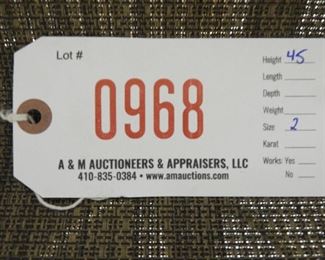 Lot #
0968
A & M AUCTIONEERS & APPRAISERS, LLC
410-835-0384 • www.amauctions.com
Height 45
Length
Depth
Weight
Size 2
Karat
Works: Yes
No